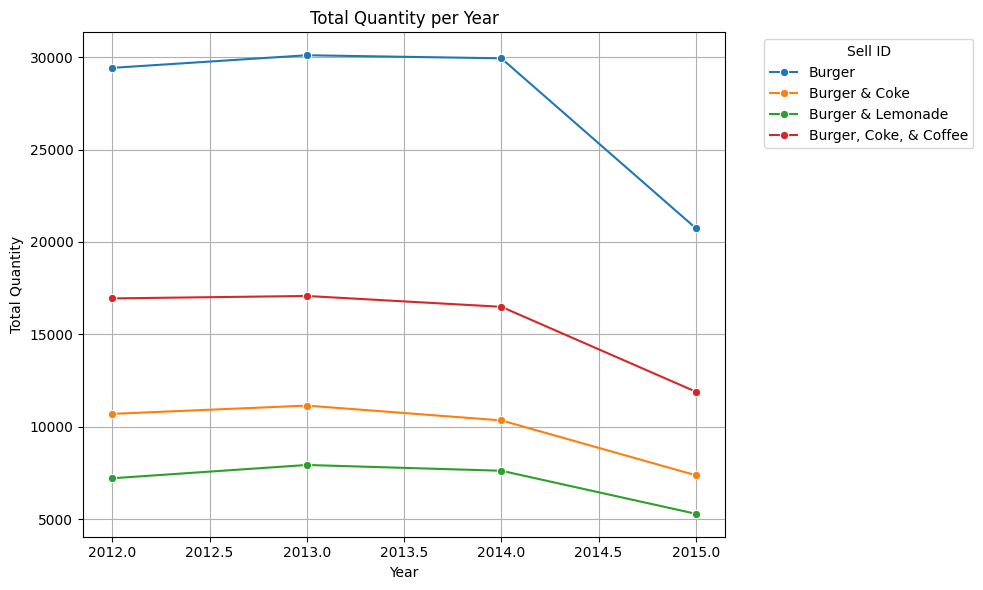 Total Quantity per Year
Total Quantity
30000
25000
20000
15000
10000
5000
2012.0 2012.5 2013.0 2013.5 2014.0 2014.5 2015.0
Year
Sell ID
Burger
Burger & Coke
Burger & Lemonade
Burger, Coke, & Coffee